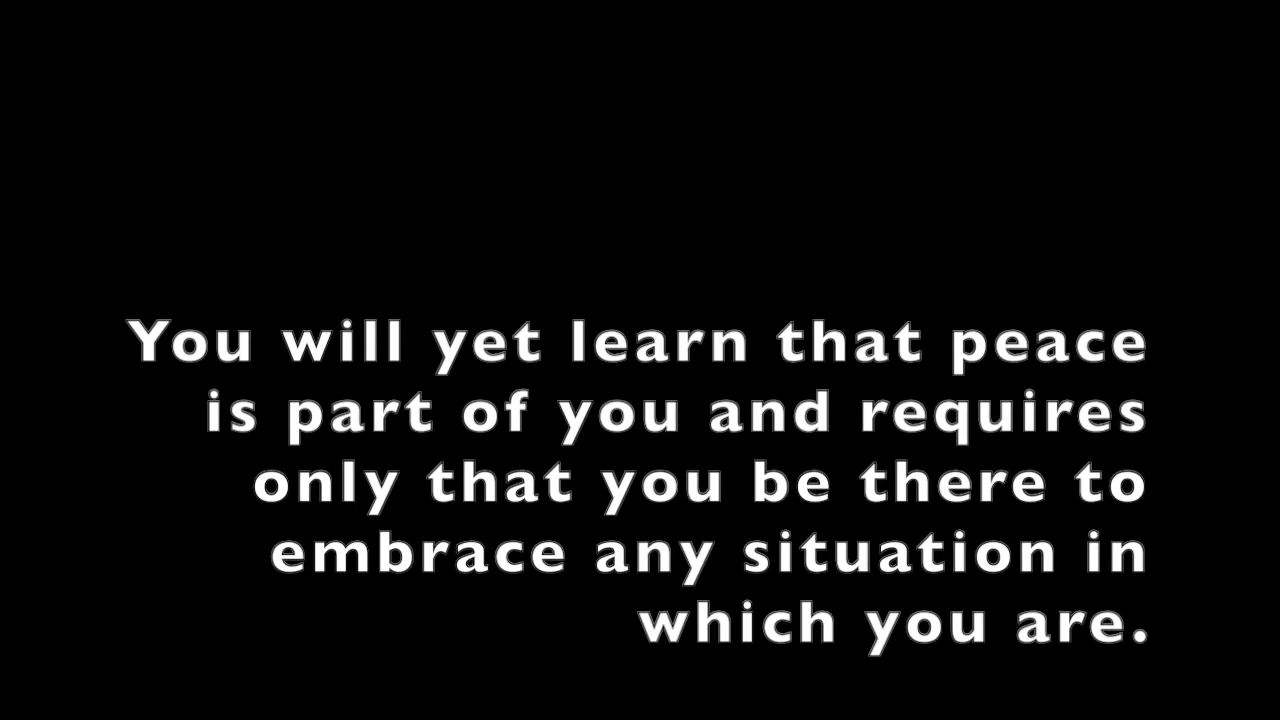 You will yet learn that peace
is part of you and requires
only that you be there to
embrace any situation in
which you are.